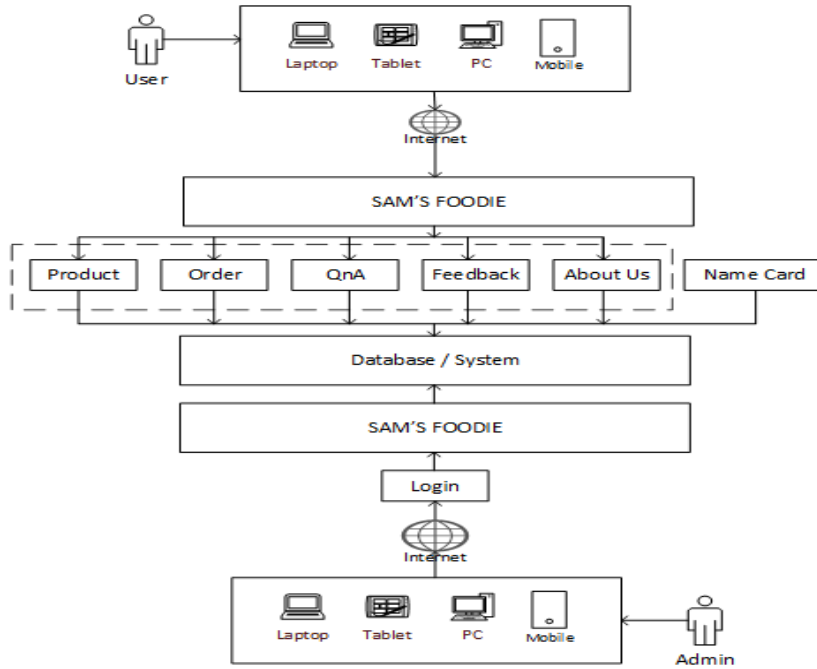 User
Laptop
Tablet
PC
Mobile
Internet
SAM'S FOODIE
Product
Order
QnA
Feedback
About Us
Name Card
Database / System
SAM'S FOODIE
Login
Internet
Laptop
Tablet
PC
Mobile
Admin